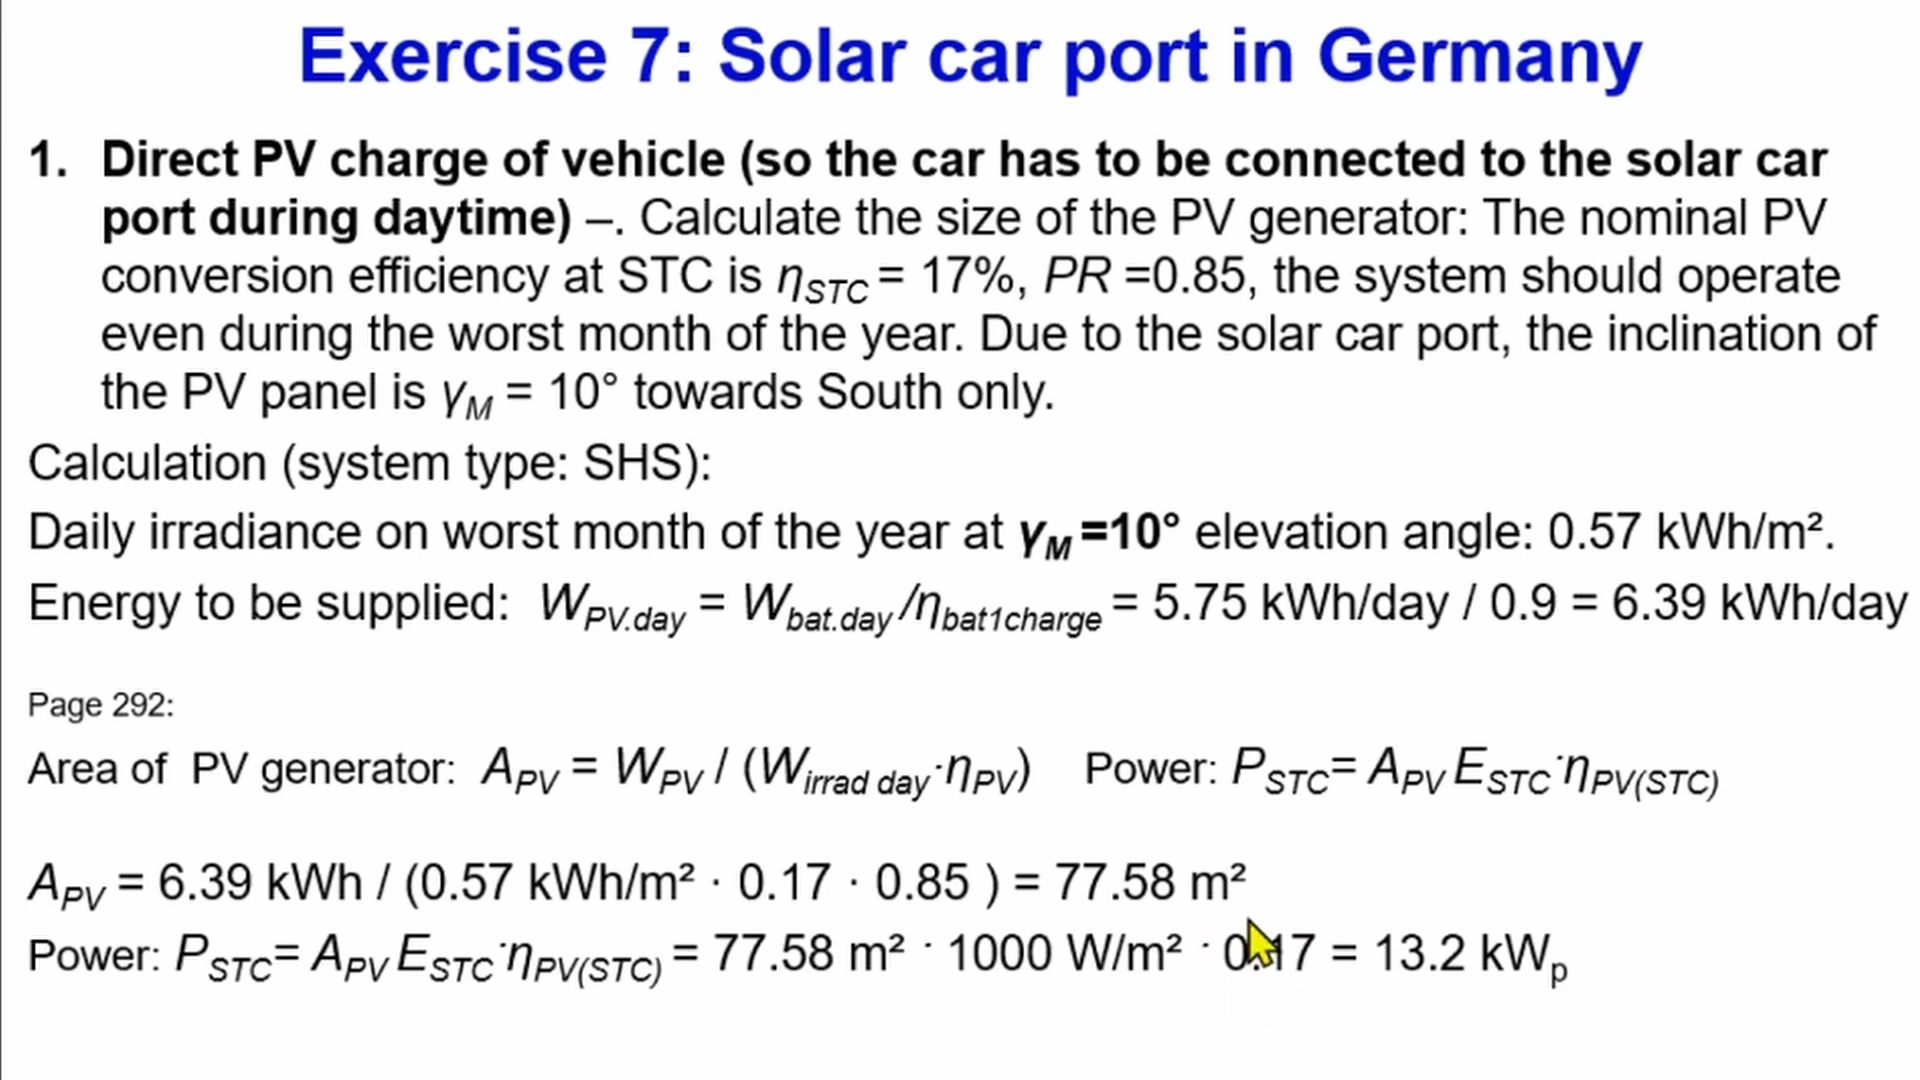 Exercise 7: Solar car port in Germany
1. Direct PV charge of vehicle (so the car has to be connected to the solar car
port during daytime) –. Calculate the size of the PV generator: The nominal PV
conversion efficiency at STC is ηSTC = 17%, PR =0.85, the system should operate
even during the worst month of the year. Due to the solar car port, the inclination of
the PV panel is γM = 10° towards South only.
Calculation (system type: SHS):
Daily irradiance on worst month of the year at γM =10° elevation angle: 0.57 kWh/m².
Energy to be supplied: WPV.day = Wbat.day /ηbat1charge = 5.75 kWh/day / 0.9 = 6.39 kWh/day
Page 292:
Area of PV generator: APV = WPV / (Wirrad day·ηPV) Power: PSTC= APV ESTC·ηPV(STC)
APV = 6.39 kWh / (0.57 kWh/m² · 0.17 · 0.85 ) = 77.58 m²
Power: PSTC= APV ESTC·ηPV(STC) = 77.58 m² · 1000 W/m² · 0.17 = 13.2 kWp